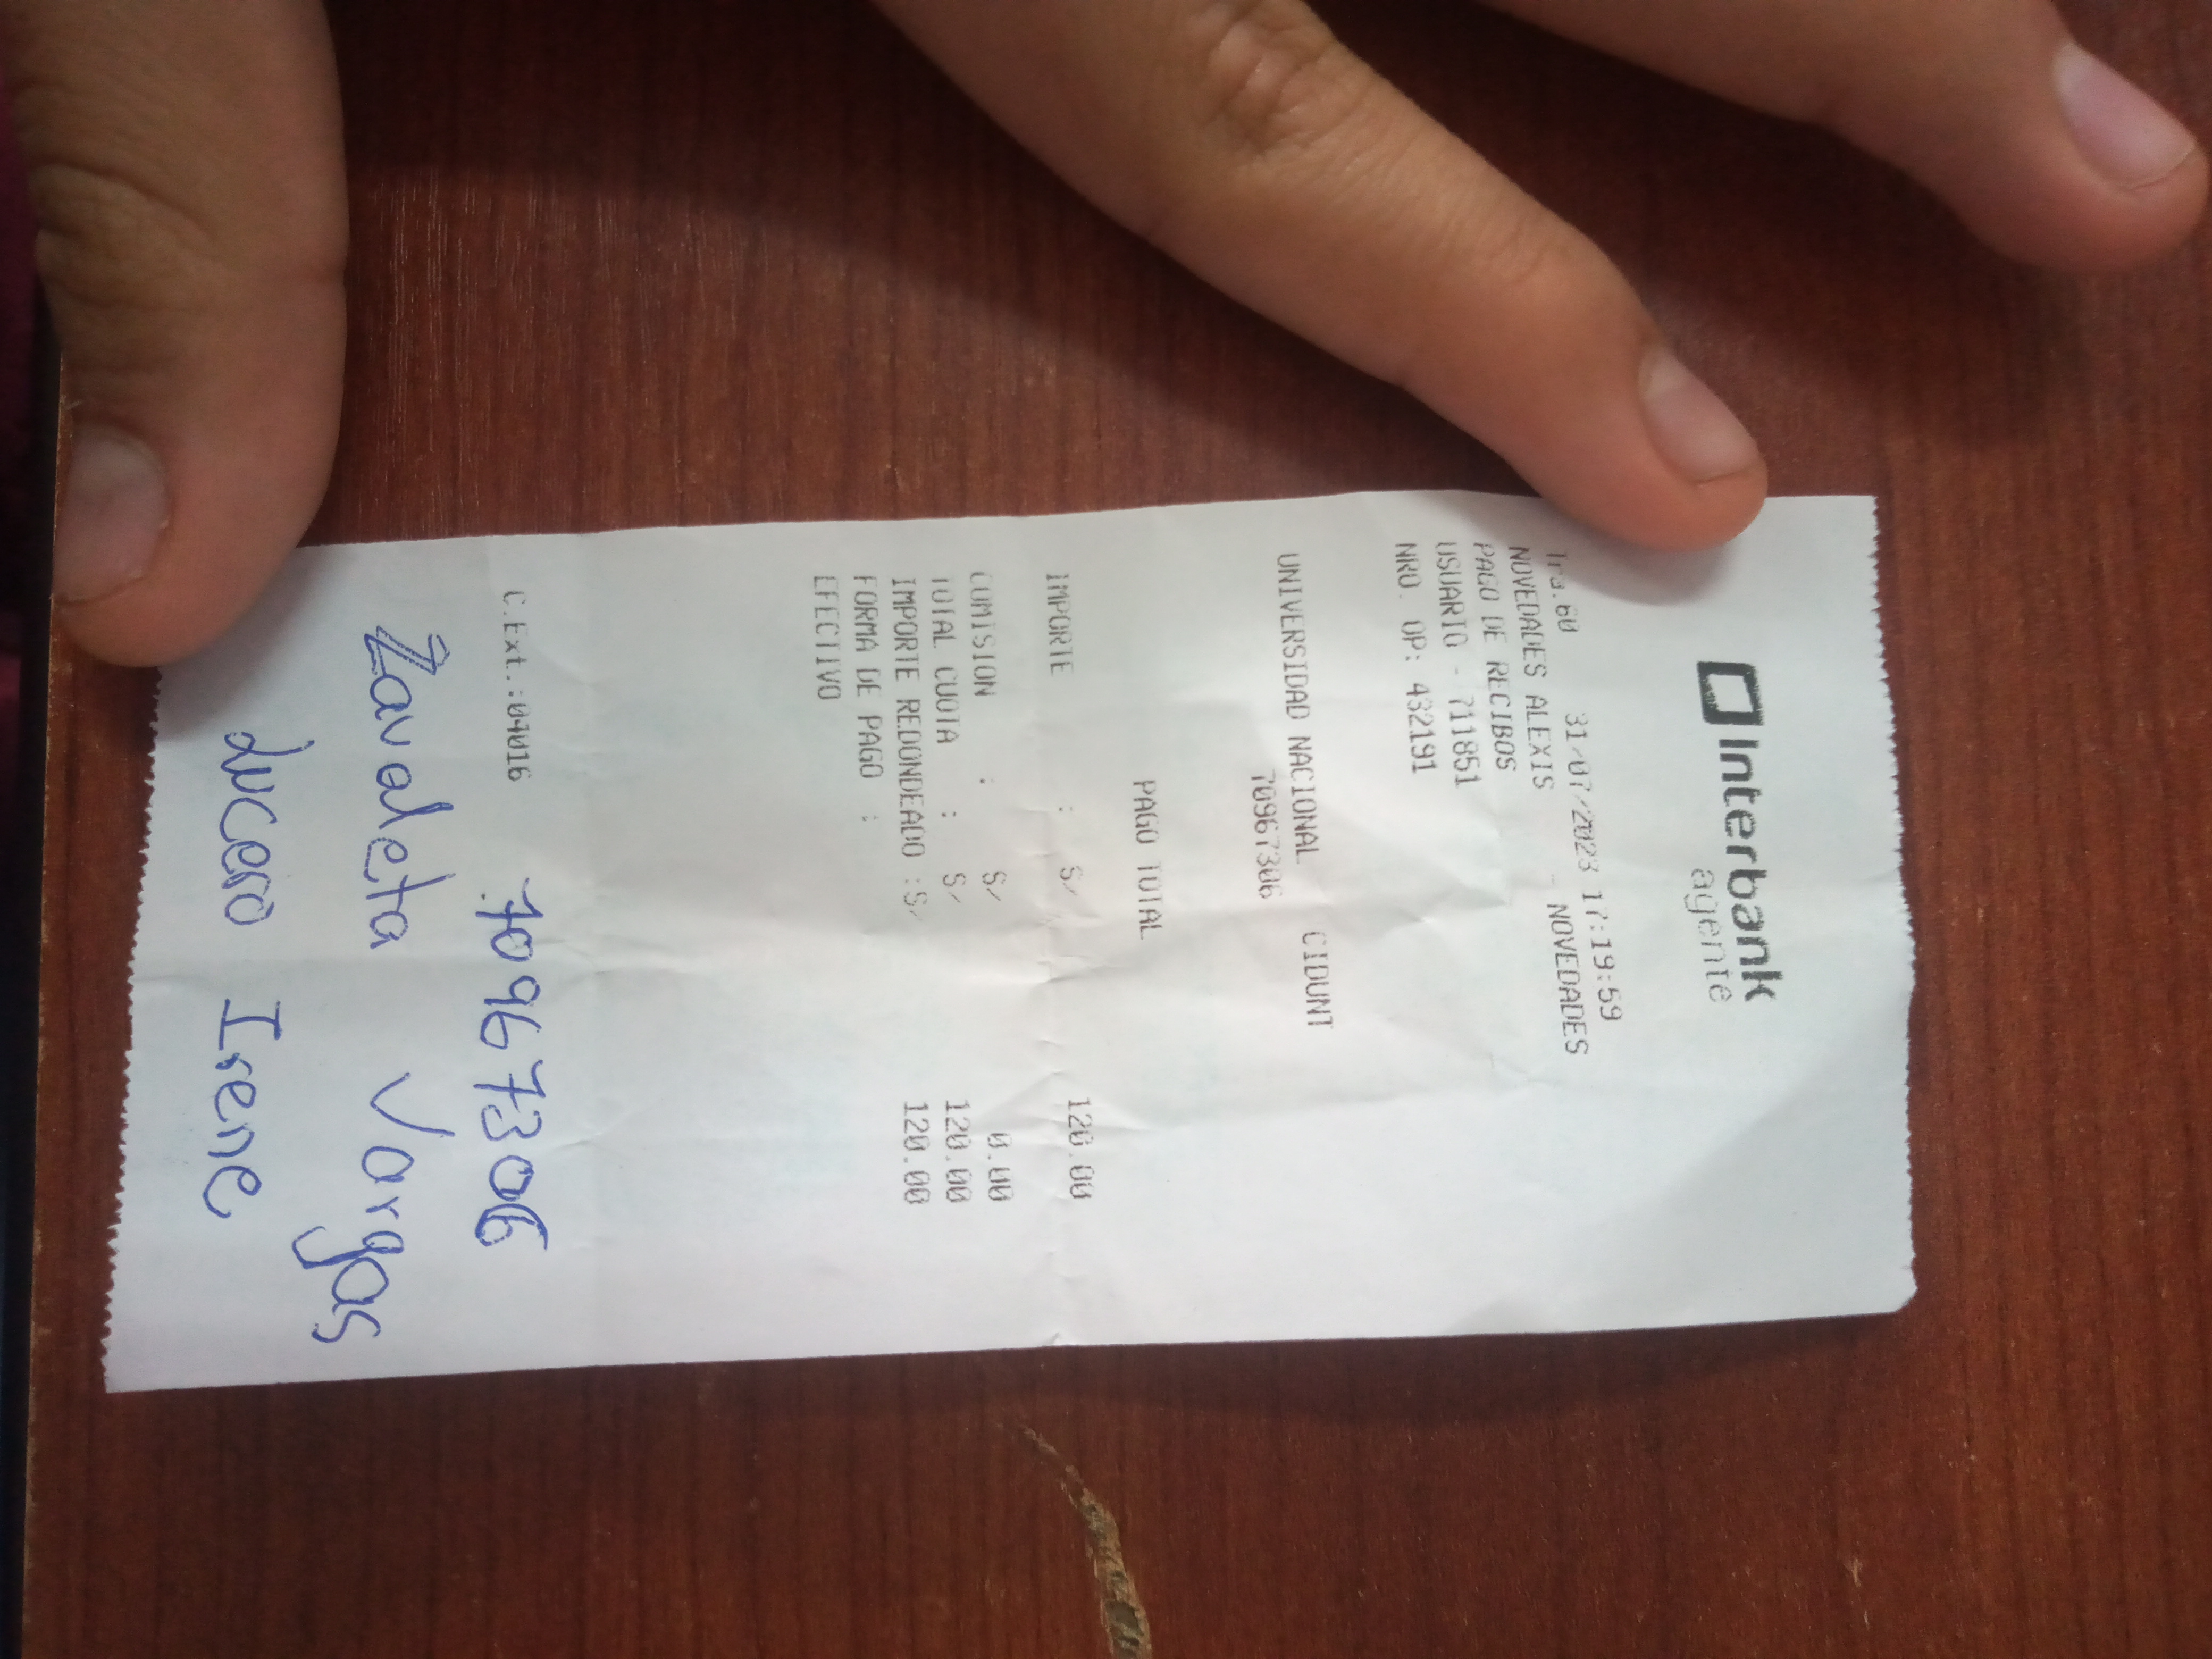 Interbank
agente
Tra.60 31/07/2023 17:19:59
NOVEDADES ALEXIS - NOVEDADES
PAGO DE RECIBOS
USUARIO - 711851
NRO. OP: 432191
UNIVERSIDAD NACIONAL CIDUNT
70967306
PAGO TOTAL
IMPORTE : S/ 120.00
COMISION : S/ 0.00
TOTAL CUOTA : S/ 120.00
IMPORTE REDONDEADO :S/ 120.00
FORMA DE PAGO :
EFECTIVO
C.Ext.:04016
70967306
Zavaleta Vargas
Lucero Irene